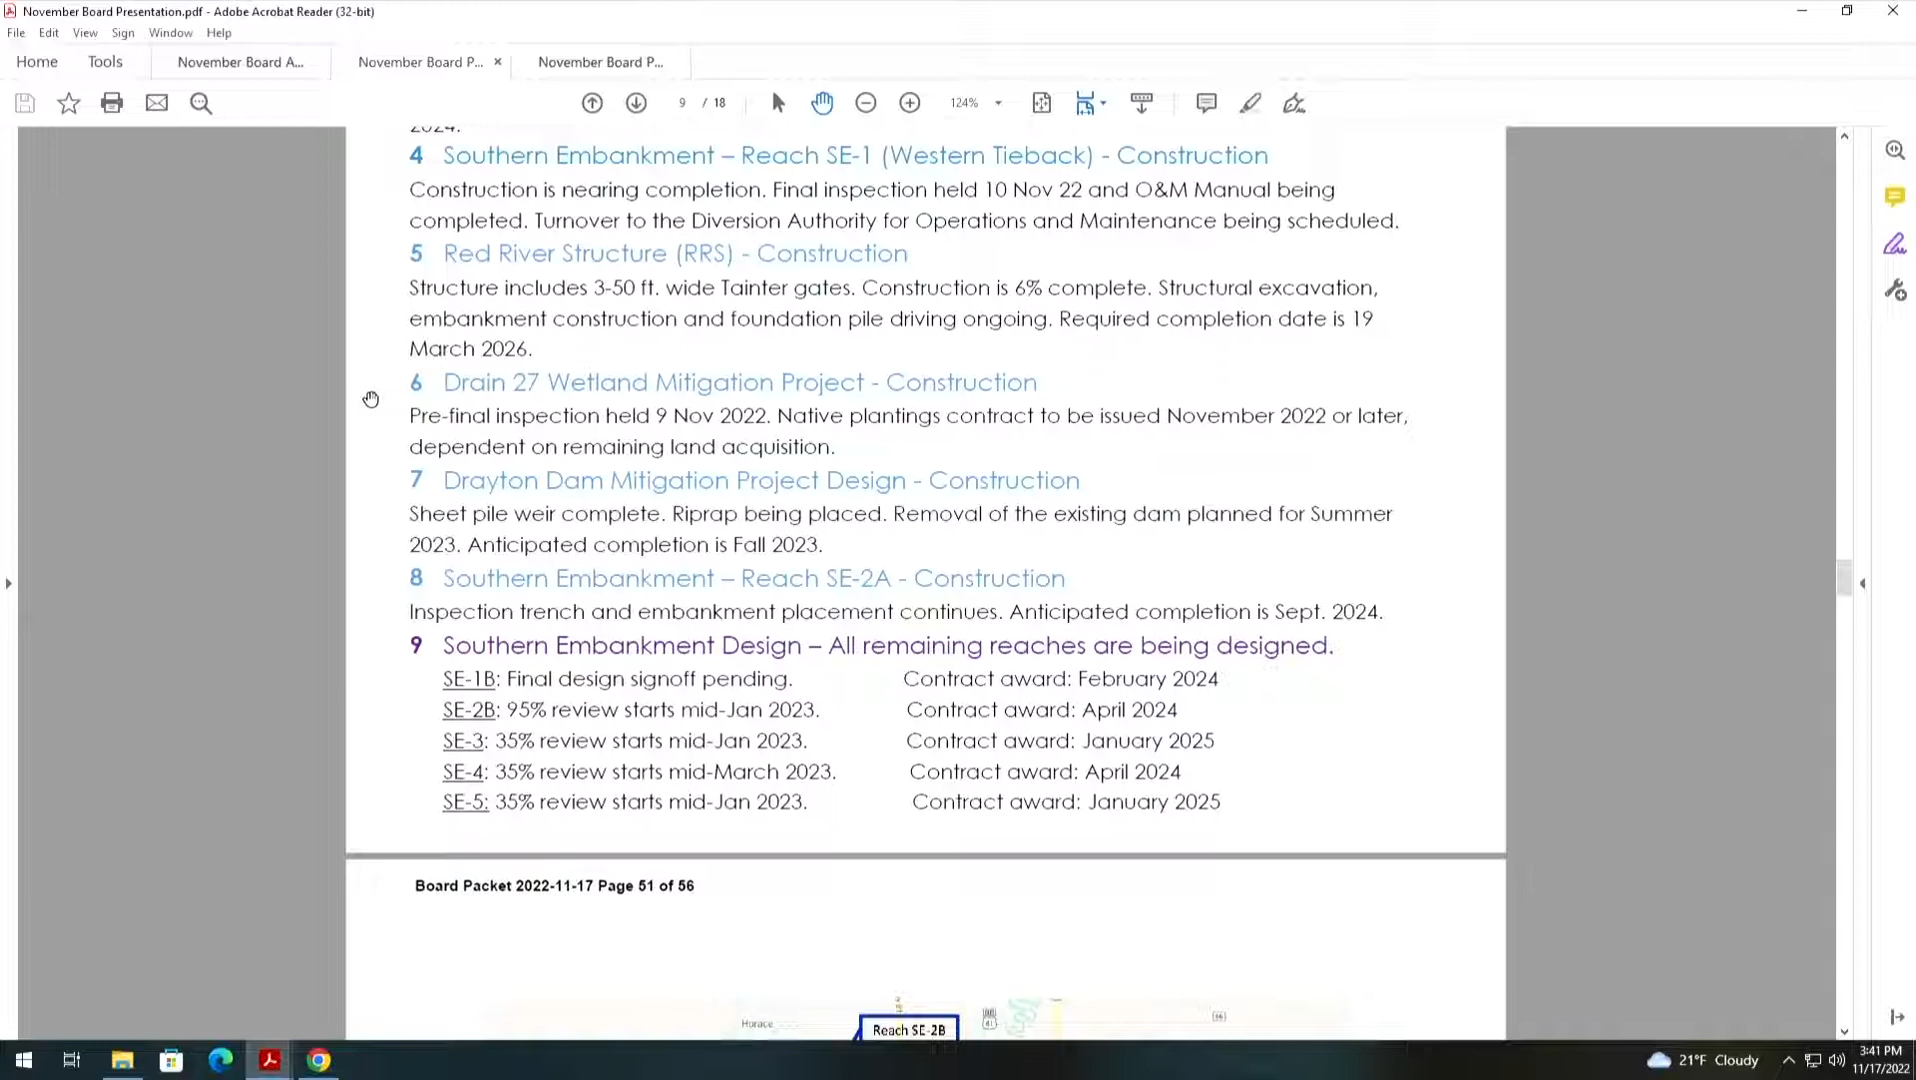 November Board Presentation.pdf - Adobe Acrobat Reader (32-bit)
File Edit View Sign Window Help
Home Tools November Board A... November Board P... × November Board P...
9 / 18 124%
2024.
4 Southern Embankment – Reach SE-1 (Western Tieback) - Construction
Construction is nearing completion. Final inspection held 10 Nov 22 and O&M Manual being
completed. Turnover to the Diversion Authority for Operations and Maintenance being scheduled.
5 Red River Structure (RRS) - Construction
Structure includes 3-50 ft. wide Tainter gates. Construction is 6% complete. Structural excavation,
embankment construction and foundation pile driving ongoing. Required completion date is 19
March 2026.
6 Drain 27 Wetland Mitigation Project - Construction
Pre-final inspection held 9 Nov 2022. Native plantings contract to be issued November 2022 or later,
dependent on remaining land acquisition.
7 Drayton Dam Mitigation Project Design - Construction
Sheet pile weir complete. Riprap being placed. Removal of the existing dam planned for Summer
2023. Anticipated completion is Fall 2023.
8 Southern Embankment – Reach SE-2A - Construction
Inspection trench and embankment placement continues. Anticipated completion is Sept. 2024.
9 Southern Embankment Design – All remaining reaches are being designed.
SE-1B: Final design signoff pending. Contract award: February 2024
SE-2B: 95% review starts mid-Jan 2023. Contract award: April 2024
SE-3: 35% review starts mid-Jan 2023. Contract award: January 2025
SE-4: 35% review starts mid-March 2023. Contract award: April 2024
SE-5: 35% review starts mid-Jan 2023. Contract award: January 2025
Board Packet 2022-11-17 Page 51 of 56
Horace
Reach SE-2B
21°F Cloudy
3:41 PM
11/17/2022